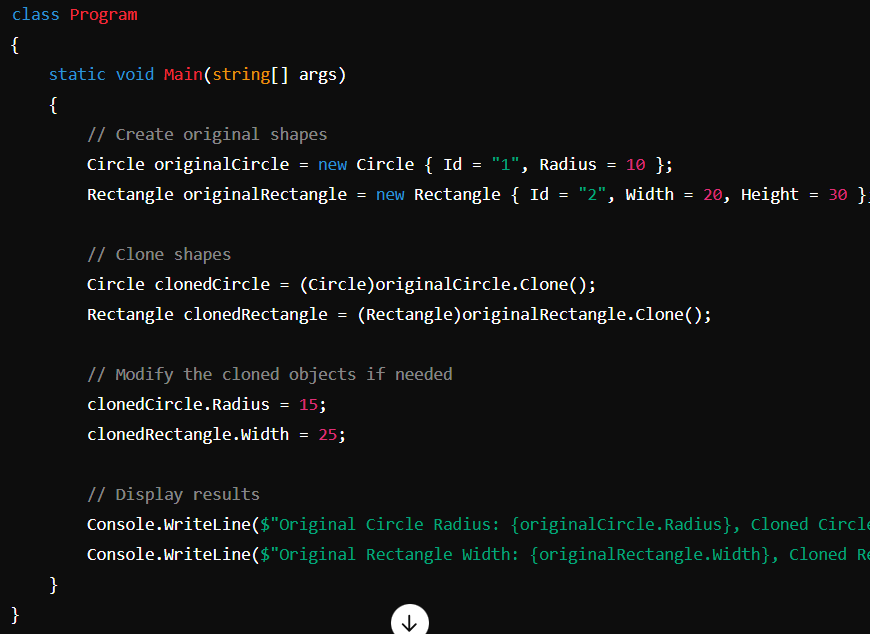 class Program
{
    static void Main(string[] args)
    {
        // Create original shapes
        Circle originalCircle = new Circle { Id = "1", Radius = 10 };
        Rectangle originalRectangle = new Rectangle { Id = "2", Width = 20, Height = 30 };

        // Clone shapes
        Circle clonedCircle = (Circle)originalCircle.Clone();
        Rectangle clonedRectangle = (Rectangle)originalRectangle.Clone();

        // Modify the cloned objects if needed
        clonedCircle.Radius = 15;
        clonedRectangle.Width = 25;

        // Display results
        Console.WriteLine($"Original Circle Radius: {originalCircle.Radius}, Cloned Circle
        Console.WriteLine($"Original Rectangle Width: {originalRectangle.Width}, Cloned Re
    }
}